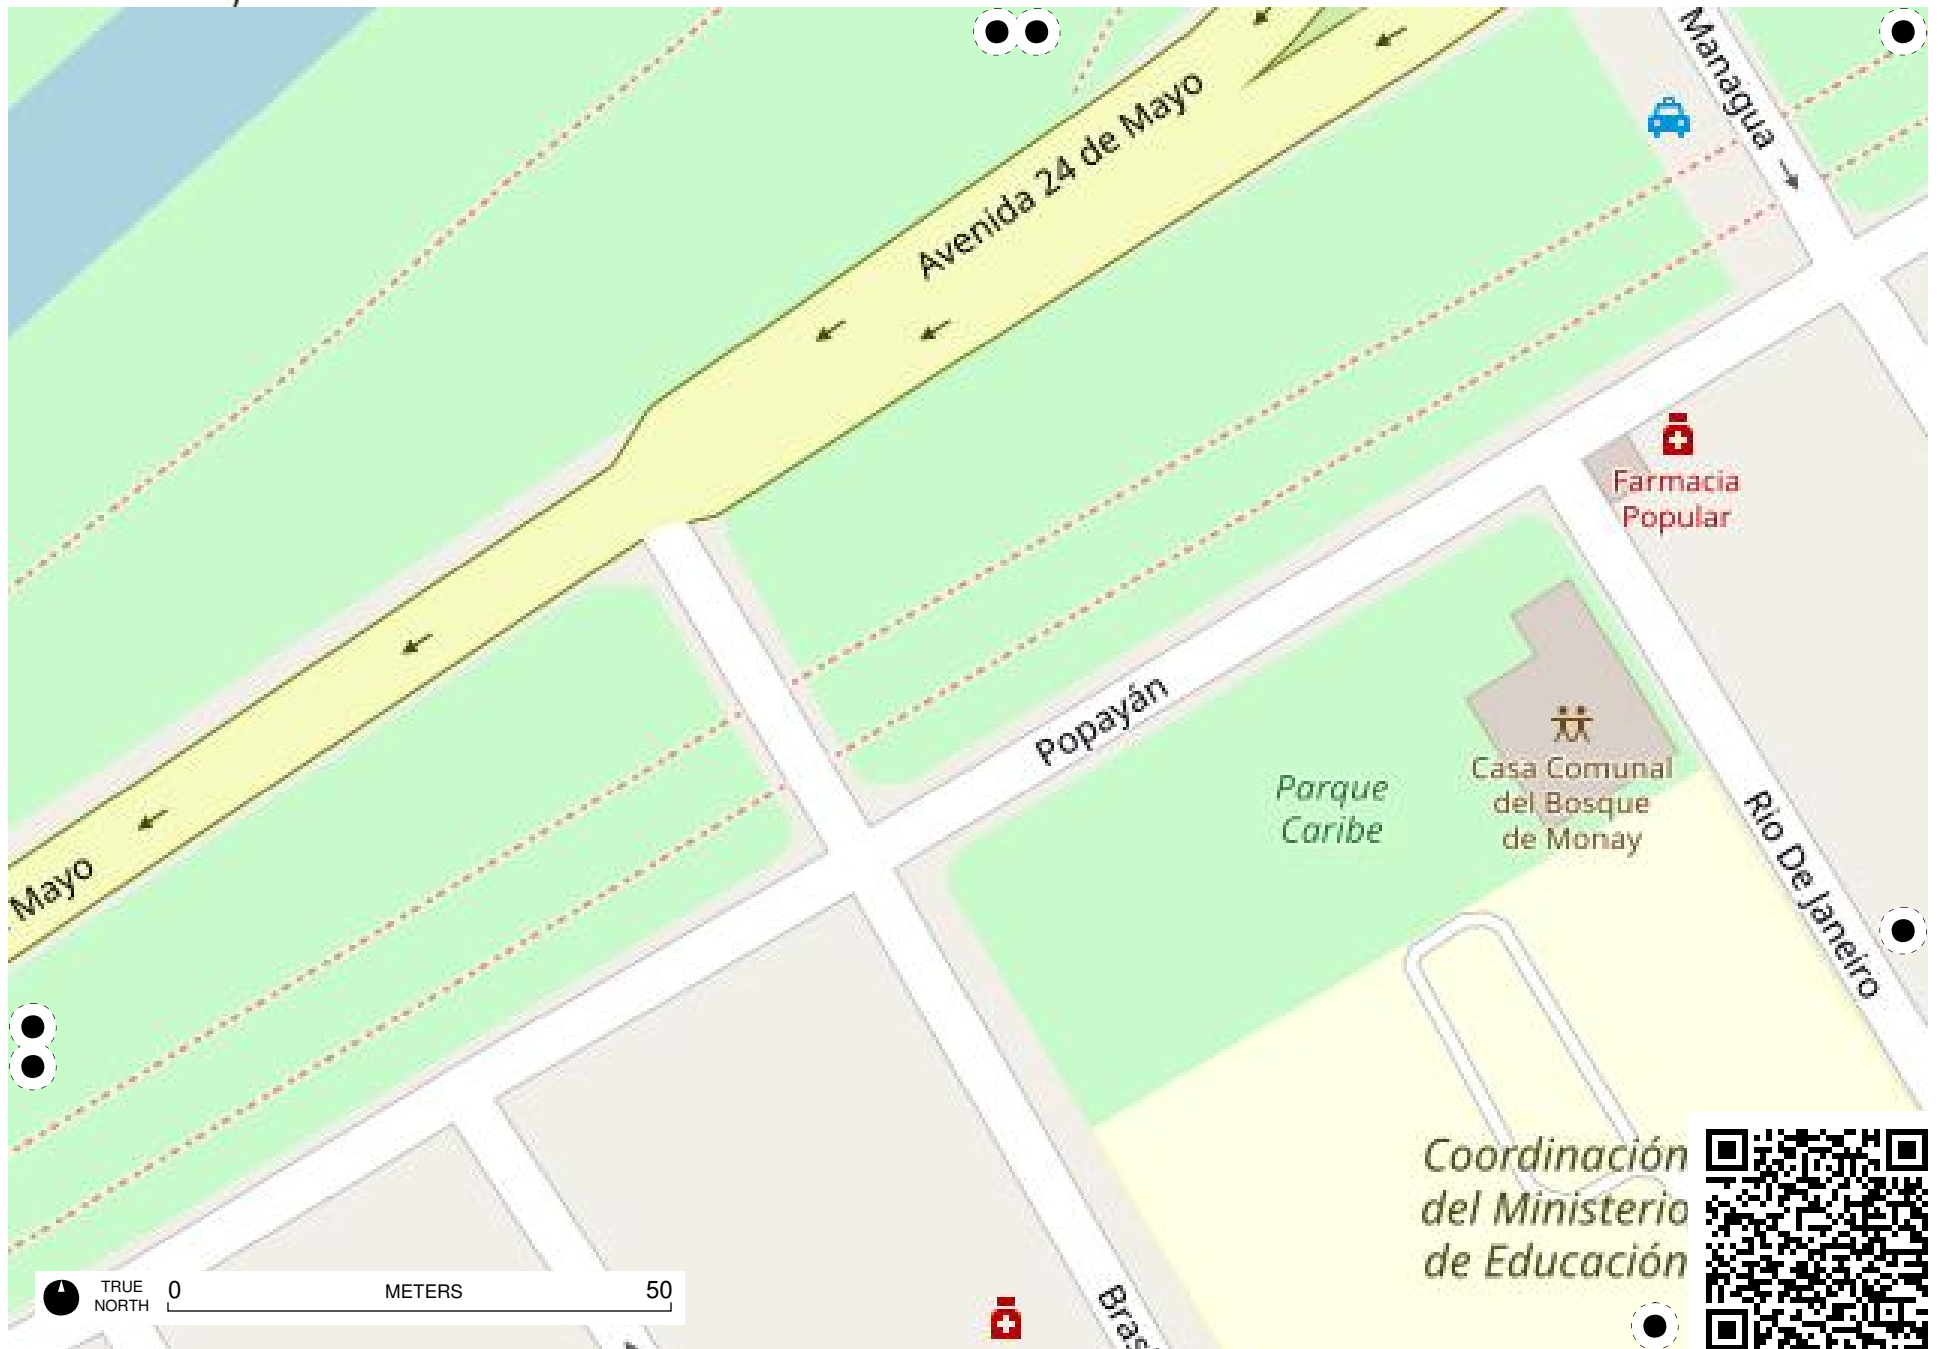 Managua
Avenida 24 de Mayo
Farmacia
Popular
Popayán
Parque
Caribe
Casa Comunal
del Bosque
de Monay
Río De Janeiro
Mayo
Coordinación
del Ministerio
de Educación
TRUE
NORTH
0 METERS 50
Bras